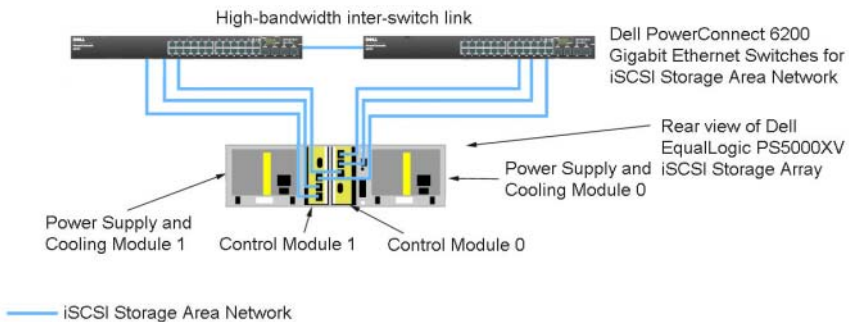 High-bandwidth inter-switch link
DELL
DELL
Dell PowerConnect 6200
Gigabit Ethernet Switches for
iSCSI Storage Area Network
Rear view of Dell
EqualLogic PS5000XV
iSCSI Storage Array
Power Supply and
Cooling Module 0
Power Supply and
Cooling Module 1
Control Module 1
Control Module 0
iSCSI Storage Area Network